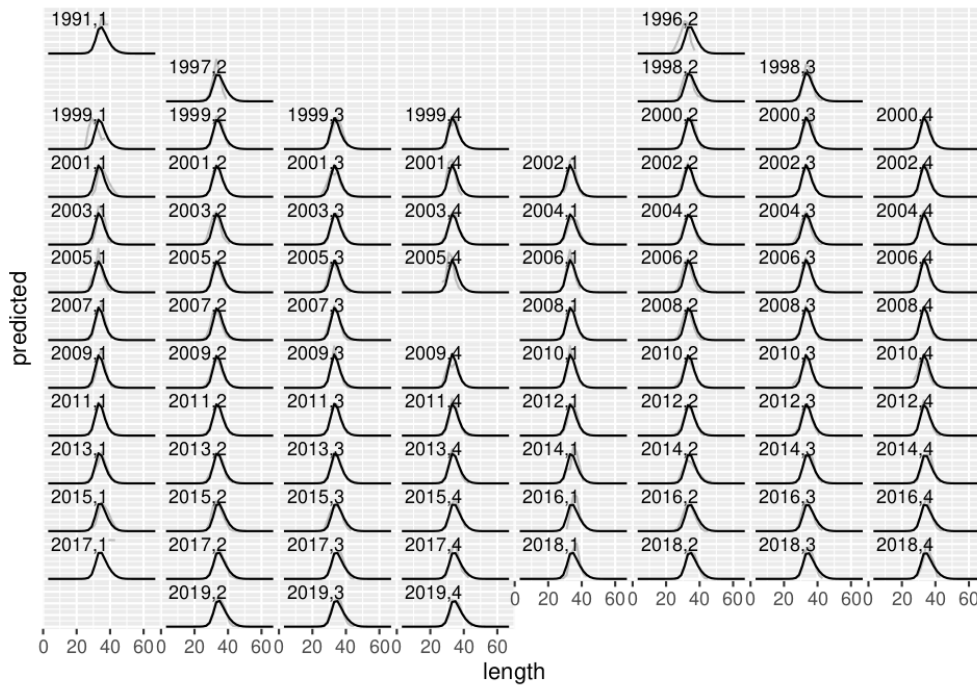 1991,1 1996,2
1997,2 1998,2 1998,3
1999,1 1999,2 1999,3 1999,4 2000,2 2000,3 2000,4
2001,1 2001,2 2001,3 2001,4 2002,1 2002,2 2002,3 2002,4
2003,1 2003,2 2003,3 2003,4 2004,1 2004,2 2004,3 2004,4
2005,1 2005,2 2005,3 2005,4 2006,1 2006,2 2006,3 2006,4
2007,1 2007,2 2007,3 2008,1 2008,2 2008,3 2008,4
2009,1 2009,2 2009,3 2009,4 2010,1 2010,2 2010,3 2010,4
2011,1 2011,2 2011,3 2011,4 2012,1 2012,2 2012,3 2012,4
2013,1 2013,2 2013,3 2013,4 2014,1 2014,2 2014,3 2014,4
2015,1 2015,2 2015,3 2015,4 2016,1 2016,2 2016,3 2016,4
2017,1 2017,2 2017,3 2017,4 2018,1 2018,2 2018,3 2018,4
2019,2 2019,3 2019,4
0 20 40 60 0 20 40 60 0 20 40 60 0 20 40 60
0 20 40 60 0 20 40 60 0 20 40 60 0 20 40 60
length
predicted